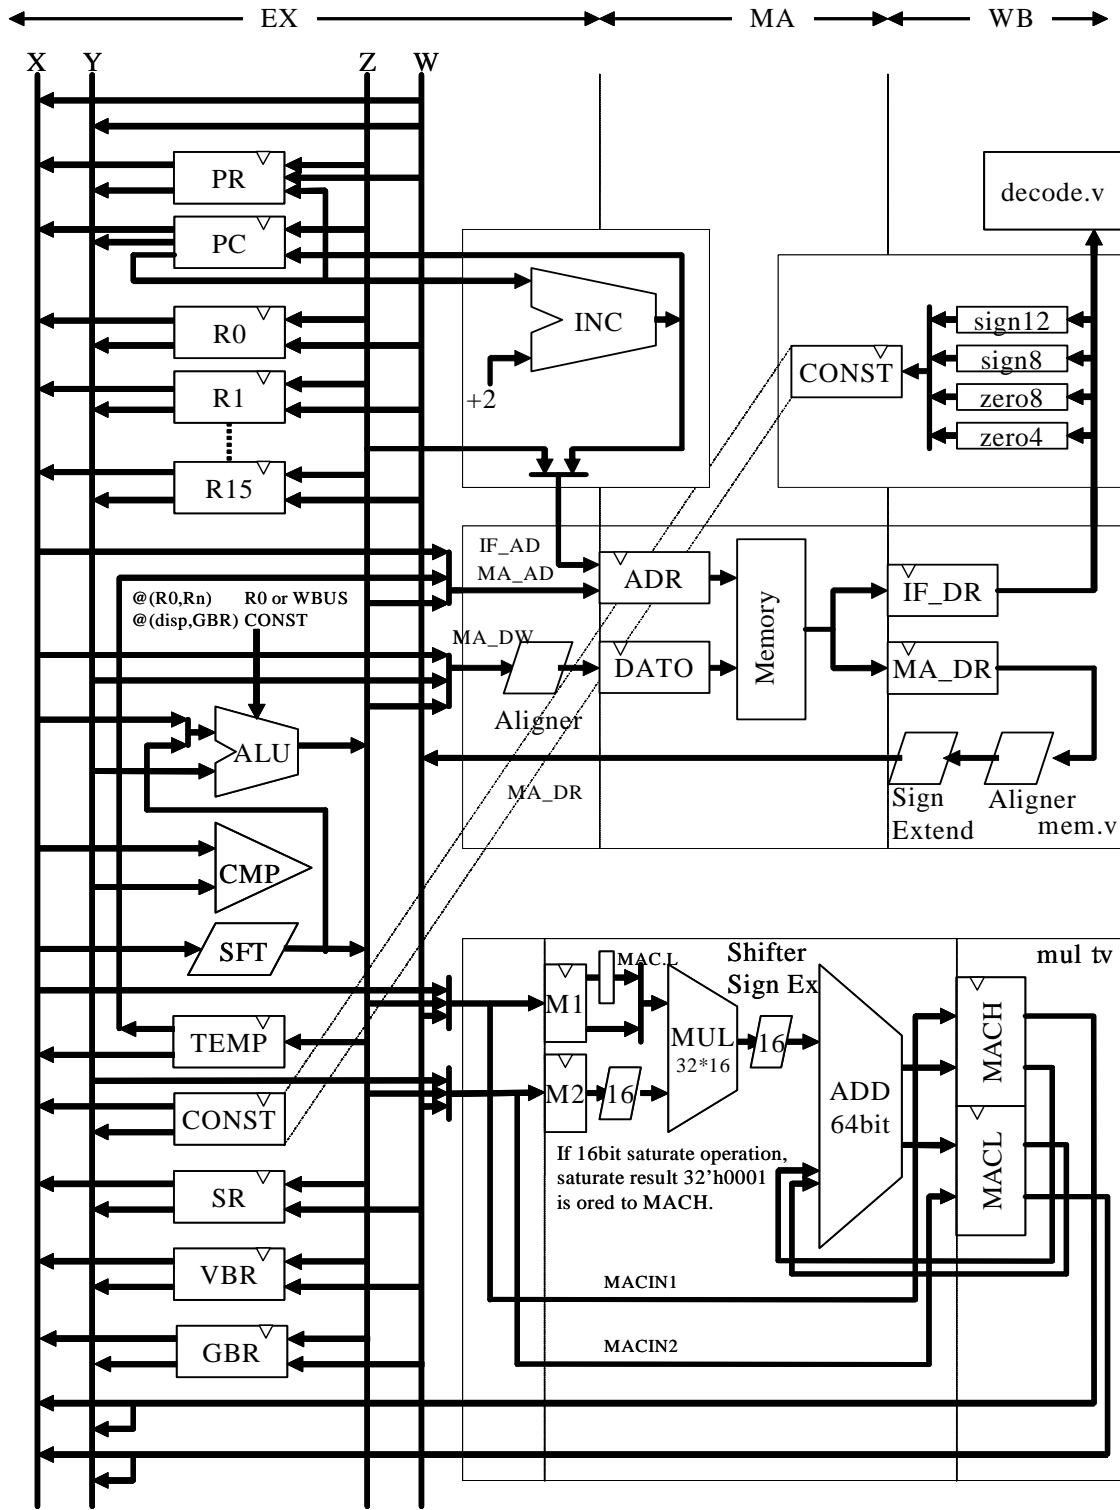 EX MA WB
X Y Z W
PR
decode.v
PC
INC
+2
R0
R1
R15
CONST
sign12
sign8
zero8
zero4
IF_AD
MA_AD
ADR
Memory
IF_DR
@(R0,Rn) R0 or WBUS
@(disp,GBR) CONST
MA_DW
Aligner
DATO
MA_DR
ALU
MA_DR
Sign
Extend
Aligner
mem.v
CMP
SFT
TEMP
CONST
SR
VBR
GBR
MAC.L
Shifter
Sign Ex
mul tv
M1
MUL
32*16
16
M2
16
ADD
64bit
MACH
MACL
If 16bit saturate operation,
saturate result 32'h0001
is ored to MACH.
MACIN1
MACIN2